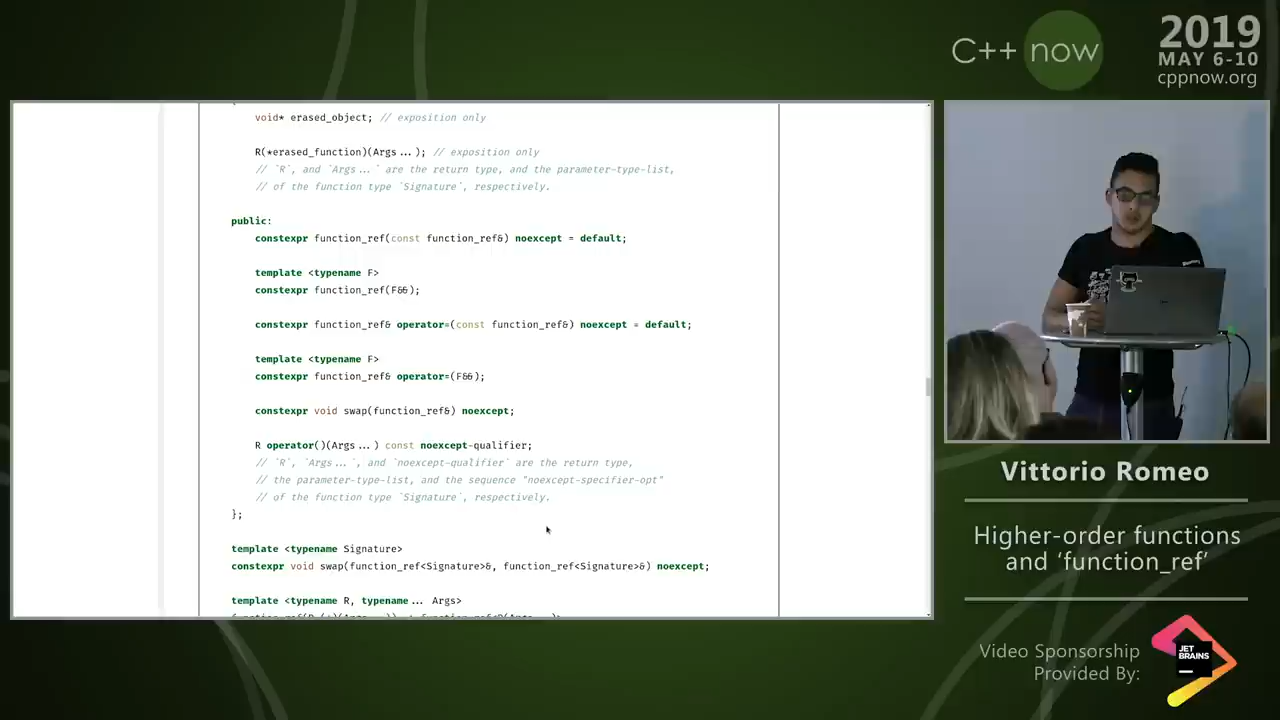 C++ now
2019
MAY 6-10
cppnow.org
void* erased_object; // exposition only
R(*erased_function)(Args...); // exposition only
// `R`, and `Args...` are the return type, and the parameter-type-list,
// of the function type `Signature`, respectively.
public:
constexpr function_ref(const function_ref&) noexcept = default;
template <typename F>
constexpr function_ref(F&&);
constexpr function_ref& operator=(const function_ref&) noexcept = default;
template <typename F>
constexpr function_ref& operator=(F&&);
constexpr void swap(function_ref&) noexcept;
R operator()(Args...) const noexcept-qualifier;
// `R`, `Args...`, and `noexcept-qualifier` are the return type,
// the parameter-type-list, and the sequence "noexcept-specifier-opt"
// of the function type `Signature`, respectively.
};
template <typename Signature>
constexpr void swap(function_ref<Signature>&, function_ref<Signature>&) noexcept;
template <typename R, typename... Args>
Vittorio Romeo
Higher-order functions
and ‘function_ref’
Video Sponsorship
Provided By:
JET
BRAINS